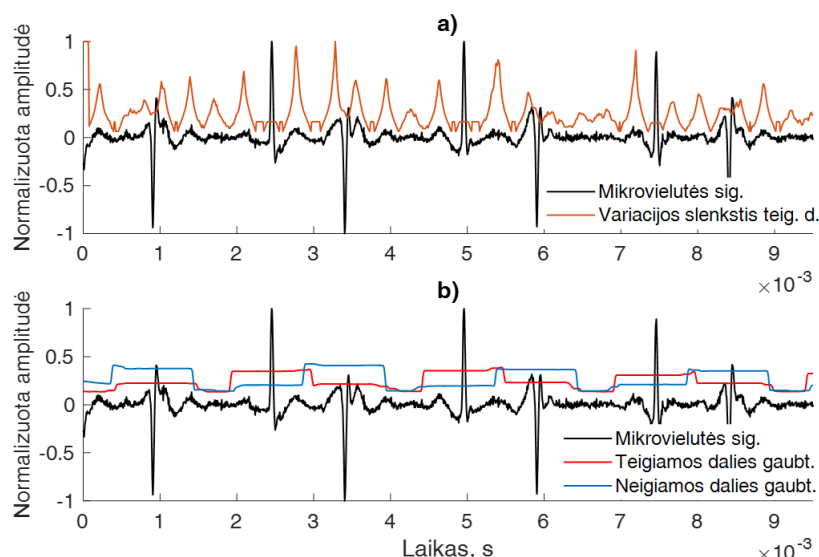 a)
Normalizuota amplitudė
1
0.5
0
-0.5
-1
0 1 2 3 4 5 6 7 8 9
×10⁻³
Mikrovielutės sig.
Variacijos slenkstis teig. d.
b)
Normalizuota amplitudė
1
0.5
0
-0.5
-1
0 1 2 3 4 5 6 7 8 9
Laikas, s
×10⁻³
Mikrovielutės sig.
Teigiamos dalies gaubt.
Neigiamos dalies gaubt.